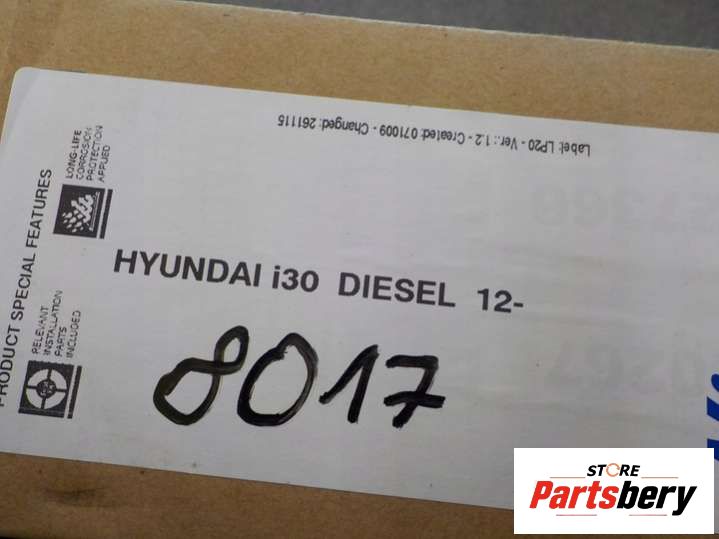 Label: LP20 - Ver.: 1.2 - Created: 071009 - Changed: 261115
PRODUCT SPECIAL FEATURES
LONG-LIFE
CORROSION
PROTECTION
APPLIED
RELEVANT
INSTALLATION
PARTS
INCLUDED
HYUNDAI i30 DIESEL 12-
8017
STORE
Partsbery